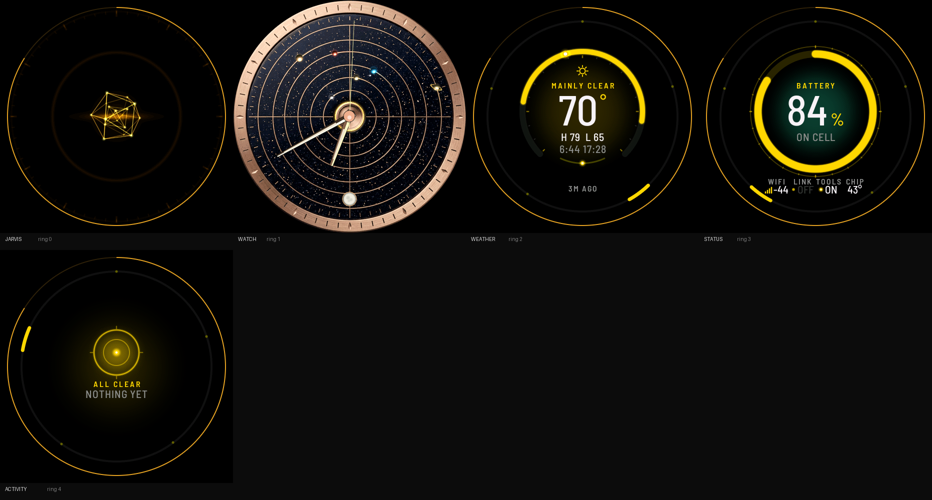 MAINLY CLEAR
70°
H 79 L 65
6:44 17:28
3M AGO
BATTERY
84%
ON CELL
WIFI LINK TOOLS CHIP
-44 OFF ON 43°
JARVIS ring 0
WATCH ring 1
WEATHER ring 2
STATUS ring 3
ALL CLEAR
NOTHING YET
ACTIVITY ring 4